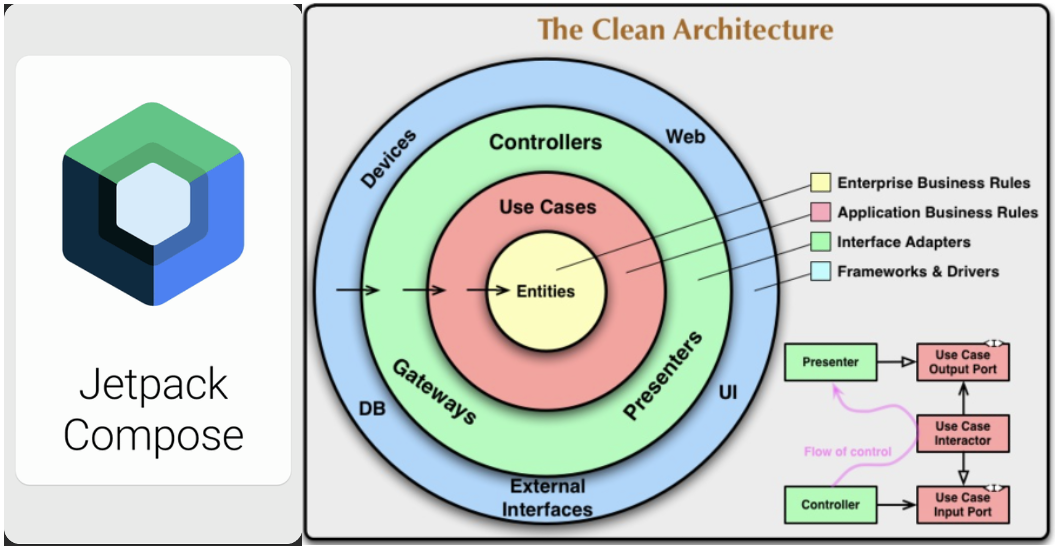 Jetpack
Compose
The Clean Architecture
Devices
Web
Controllers
Use Cases
Entities
Gateways
Presenters
DB
UI
External
Interfaces
Enterprise Business Rules
Application Business Rules
Interface Adapters
Frameworks & Drivers
Presenter
Use Case
Output Port
Use Case
Interactor
Flow of control
Controller
Use Case
Input Port